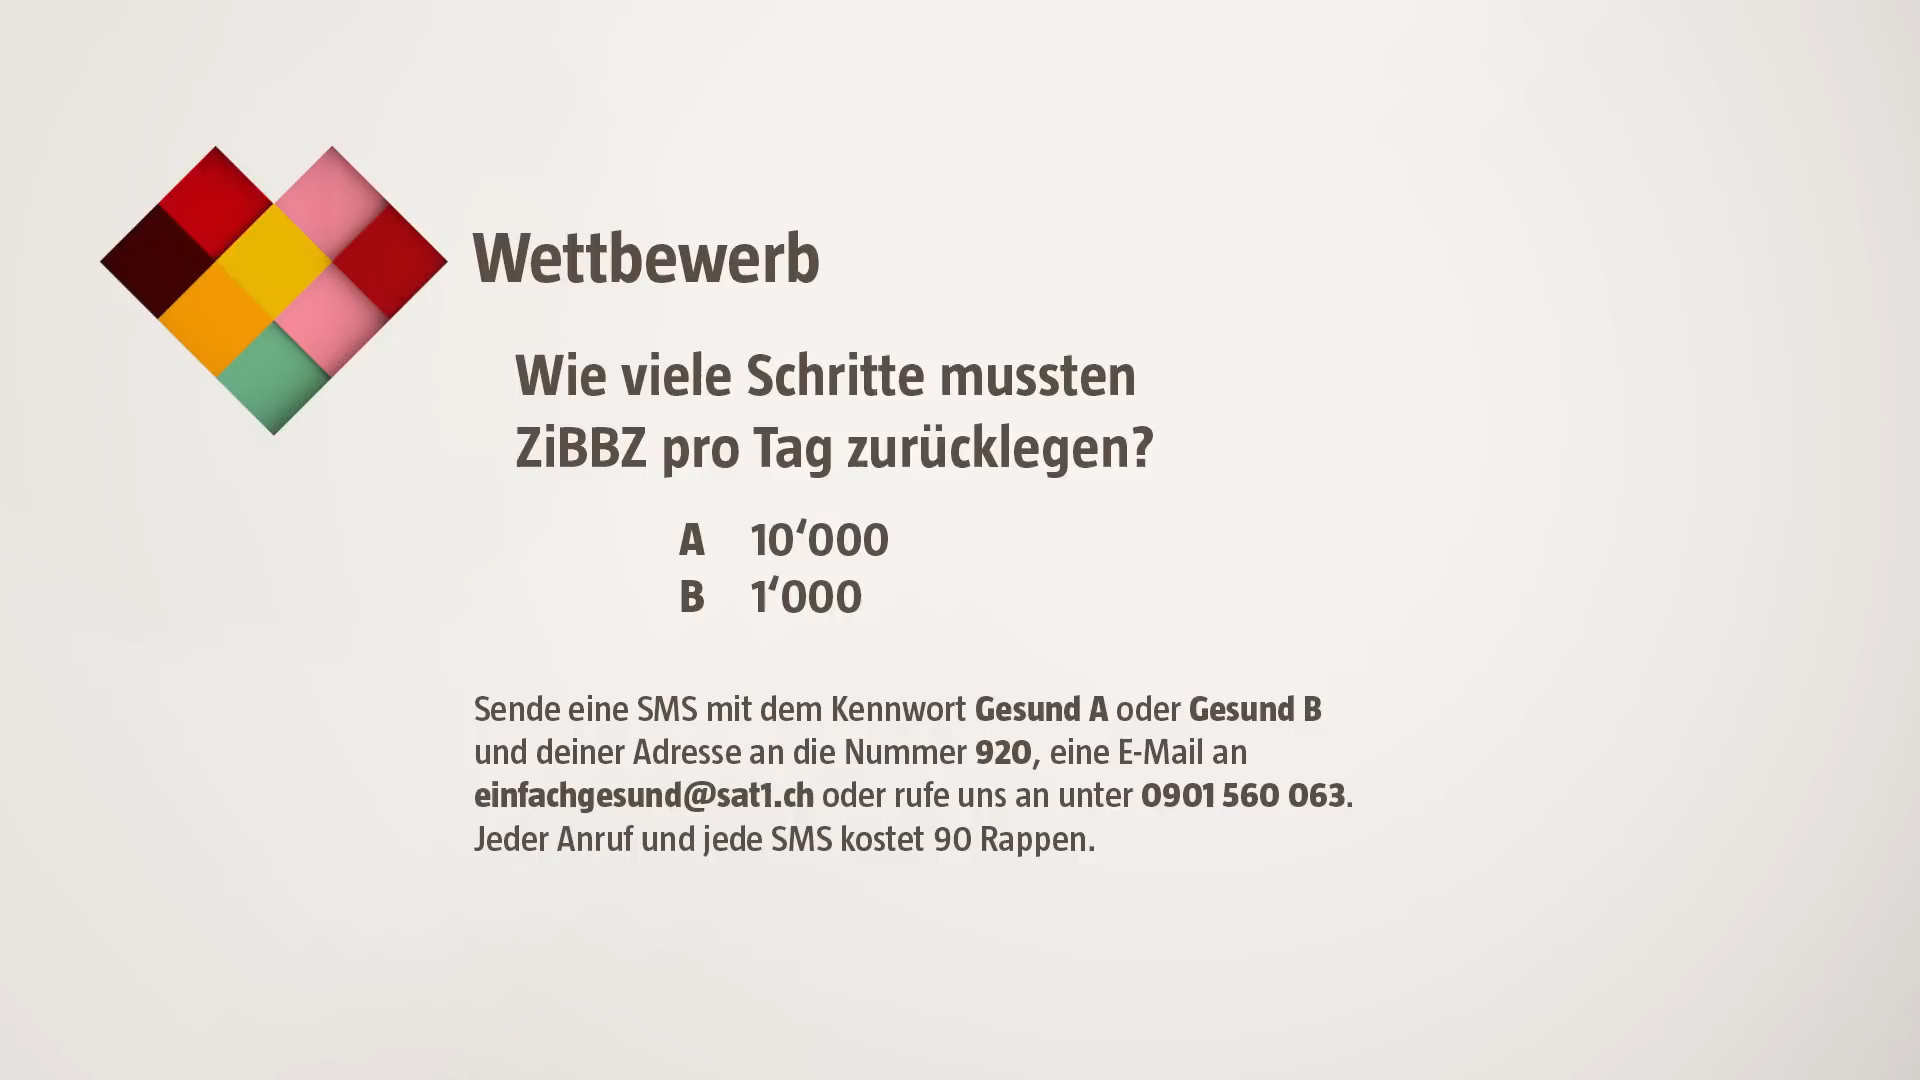 Wettbewerb
Wie viele Schritte mussten
ZiBBZ pro Tag zurücklegen?
A 10‘000
B 1‘000
Sende eine SMS mit dem Kennwort Gesund A oder Gesund B
und deiner Adresse an die Nummer 920, eine E-Mail an
einfachgesund@sat1.ch oder rufe uns an unter 0901 560 063.
Jeder Anruf und jede SMS kostet 90 Rappen.